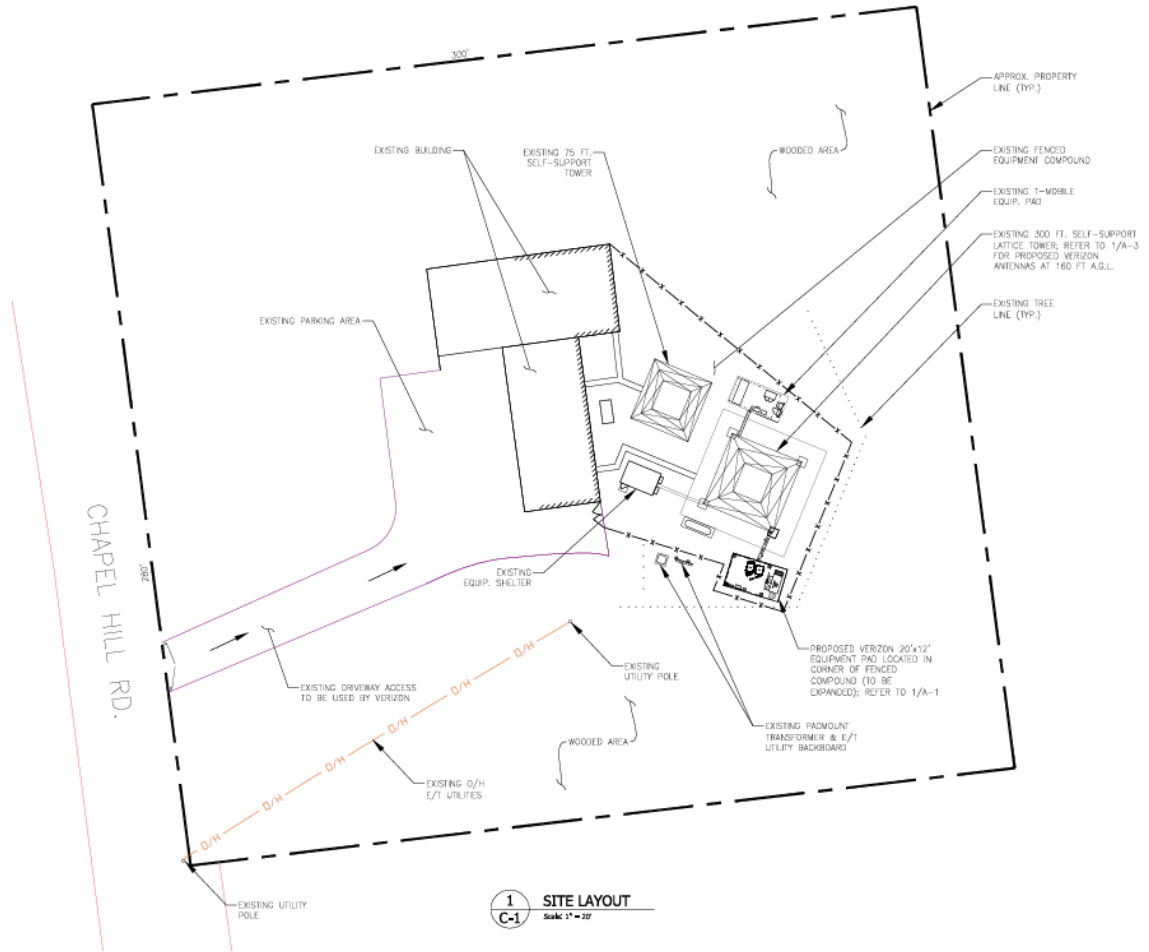 300'
APPROX. PROPERTY
LINE (TYP.)
EXISTING BUILDING
EXISTING 75 FT.
SELF-SUPPORT
TOWER
WOODED AREA
EXISTING FENCED
EQUIPMENT COMPOUND
EXISTING T-MOBILE
EQUIP. PAD
EXISTING 300 FT. SELF-SUPPORT
LATTICE TOWER; REFER TO 1/A-3
FOR PROPOSED VERIZON
ANTENNAS AT 160 FT A.G.L.
EXISTING TREE
LINE (TYP.)
EXISTING PARKING AREA
CHAPEL HILL RD.
280'
EXISTING
EQUIP. SHELTER
PROPOSED VERIZON 20'x12'
EQUIPMENT PAD LOCATED IN
CORNER OF FENCED
COMPOUND (TO BE
EXPANDED); REFER TO 1/A-1
EXISTING
UTILITY POLE
EXISTING DRIVEWAY ACCESS
TO BE USED BY VERIZON
EXISTING PADMOUNT
TRANSFORMER & E/T
UTILITY BACKBOARD
WOODED AREA
O/H
O/H
O/H
O/H
O/H
O/H
EXISTING O/H
E/T UTILITIES
EXISTING UTILITY
POLE
1
C-1
SITE LAYOUT
Scale: 1" = 20'